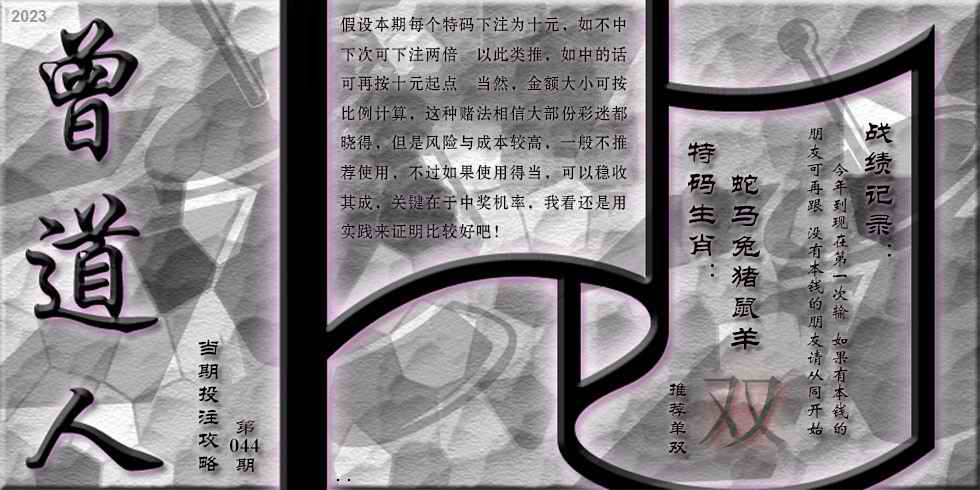 2023
曾道人
当期投注攻略
第
044
期
假设本期每个特码下注为十元，如不中
下次可下注两倍　以此类推，如中的话
可再按十元起点　当然，金额大小可按
比例计算，这种赌法相信大部份彩迷都
晓得，但是风险与成本较高，一般不推
荐使用，不过如果使用得当，可以稳收
其成，关键在于中奖机率，我看还是用
实践来证明比较好吧！
战绩记录：
今年到现在第一次输　如果有本钱的
朋友可再跟　没有本钱的朋友请从同开始
蛇马兔猪鼠羊
特码生肖：
双
推荐单双
..